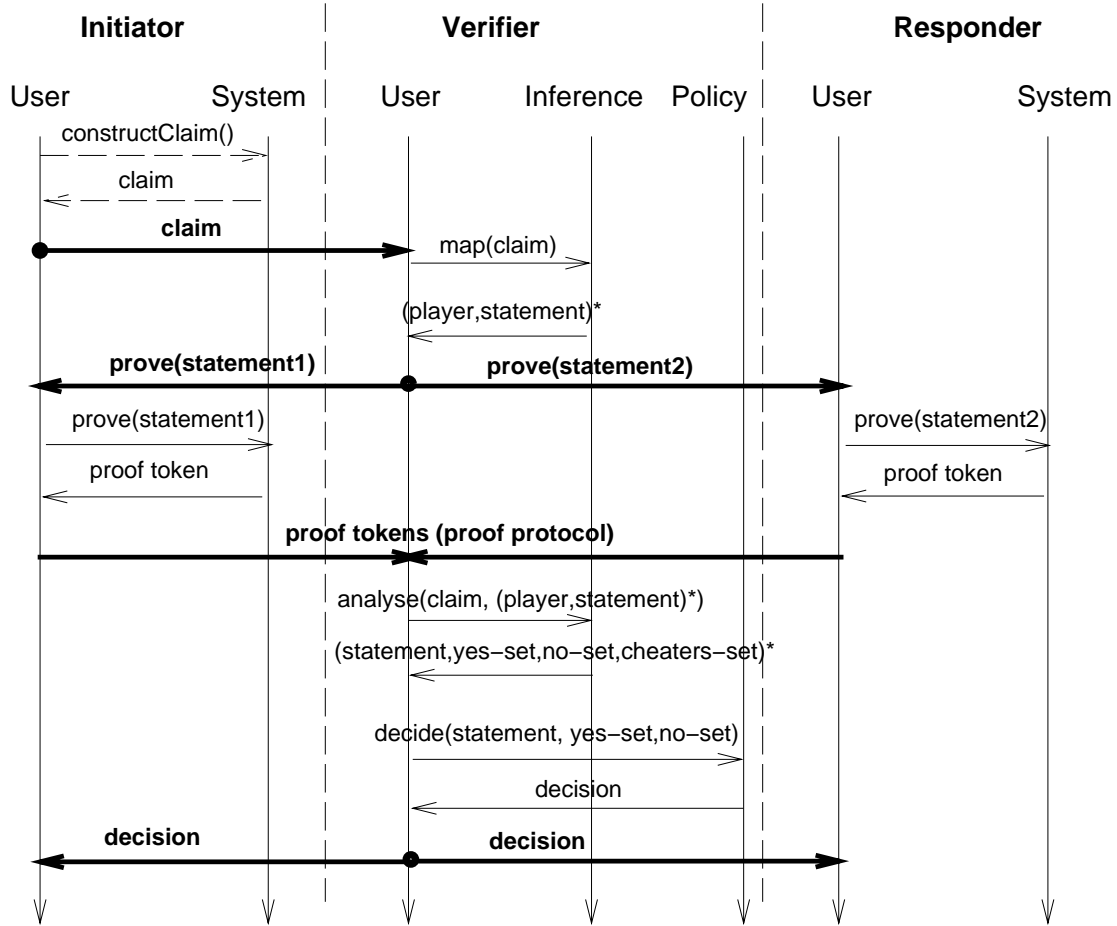 Initiator Verifier Responder
User System User Inference Policy User System
constructClaim()
claim
claim
map(claim)
(player,statement)*
prove(statement1) prove(statement2)
prove(statement1) prove(statement2)
proof token proof token
proof tokens (proof protocol)
analyse(claim, (player,statement)*)
(statement,yes−set,no−set,cheaters−set)*
decide(statement, yes−set,no−set)
decision
decision decision